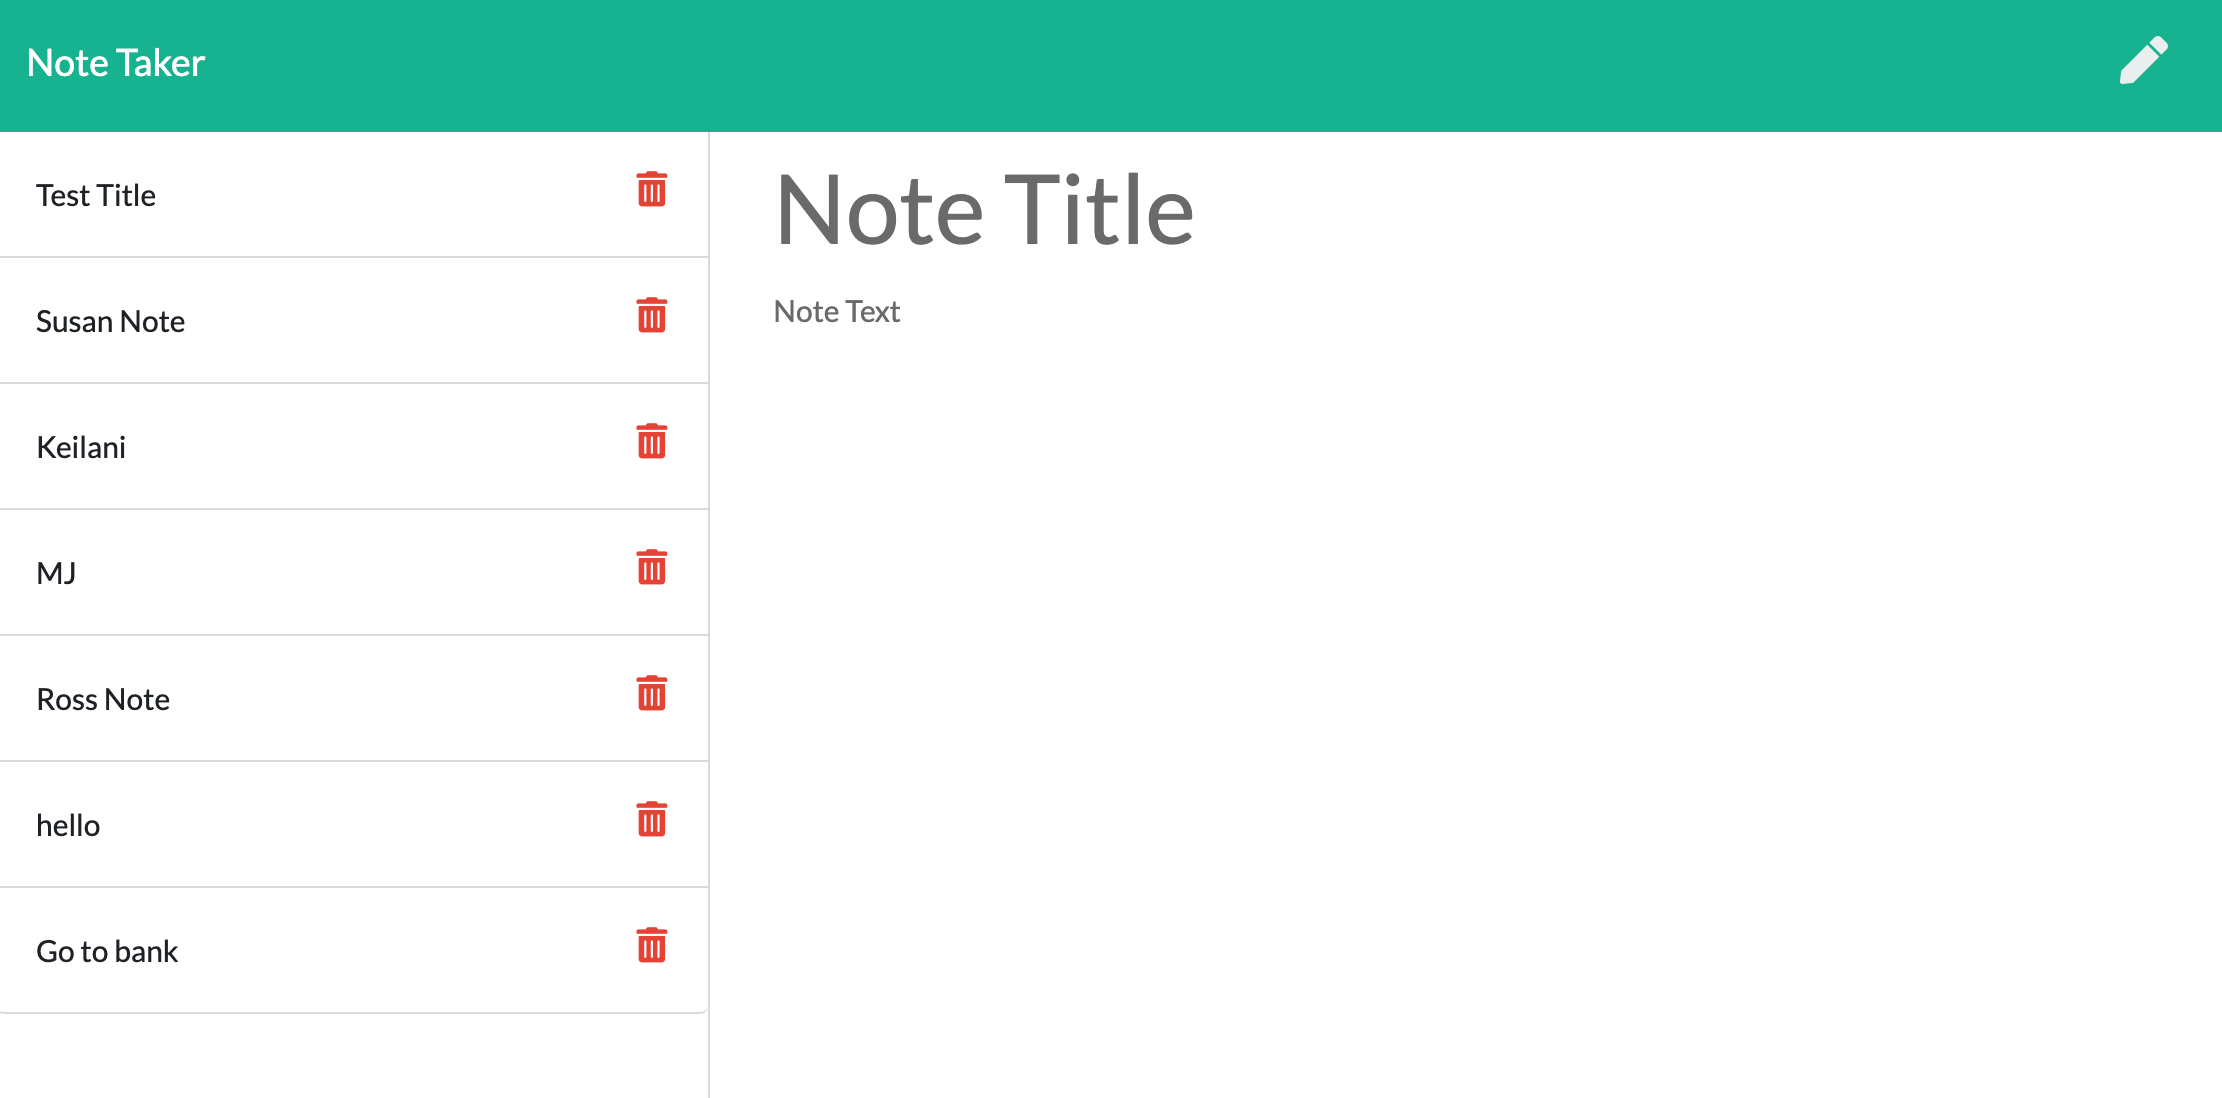 Note Taker
Test Title
Susan Note
Keilani
MJ
Ross Note
hello
Go to bank
Note Title
Note Text